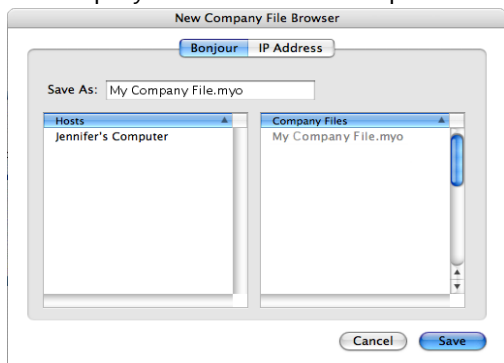 New Company File Browser
Bonjour IP Address
Save As: My Company File.myo
Hosts Company Files
Jennifer's Computer My Company File.myo
Cancel Save